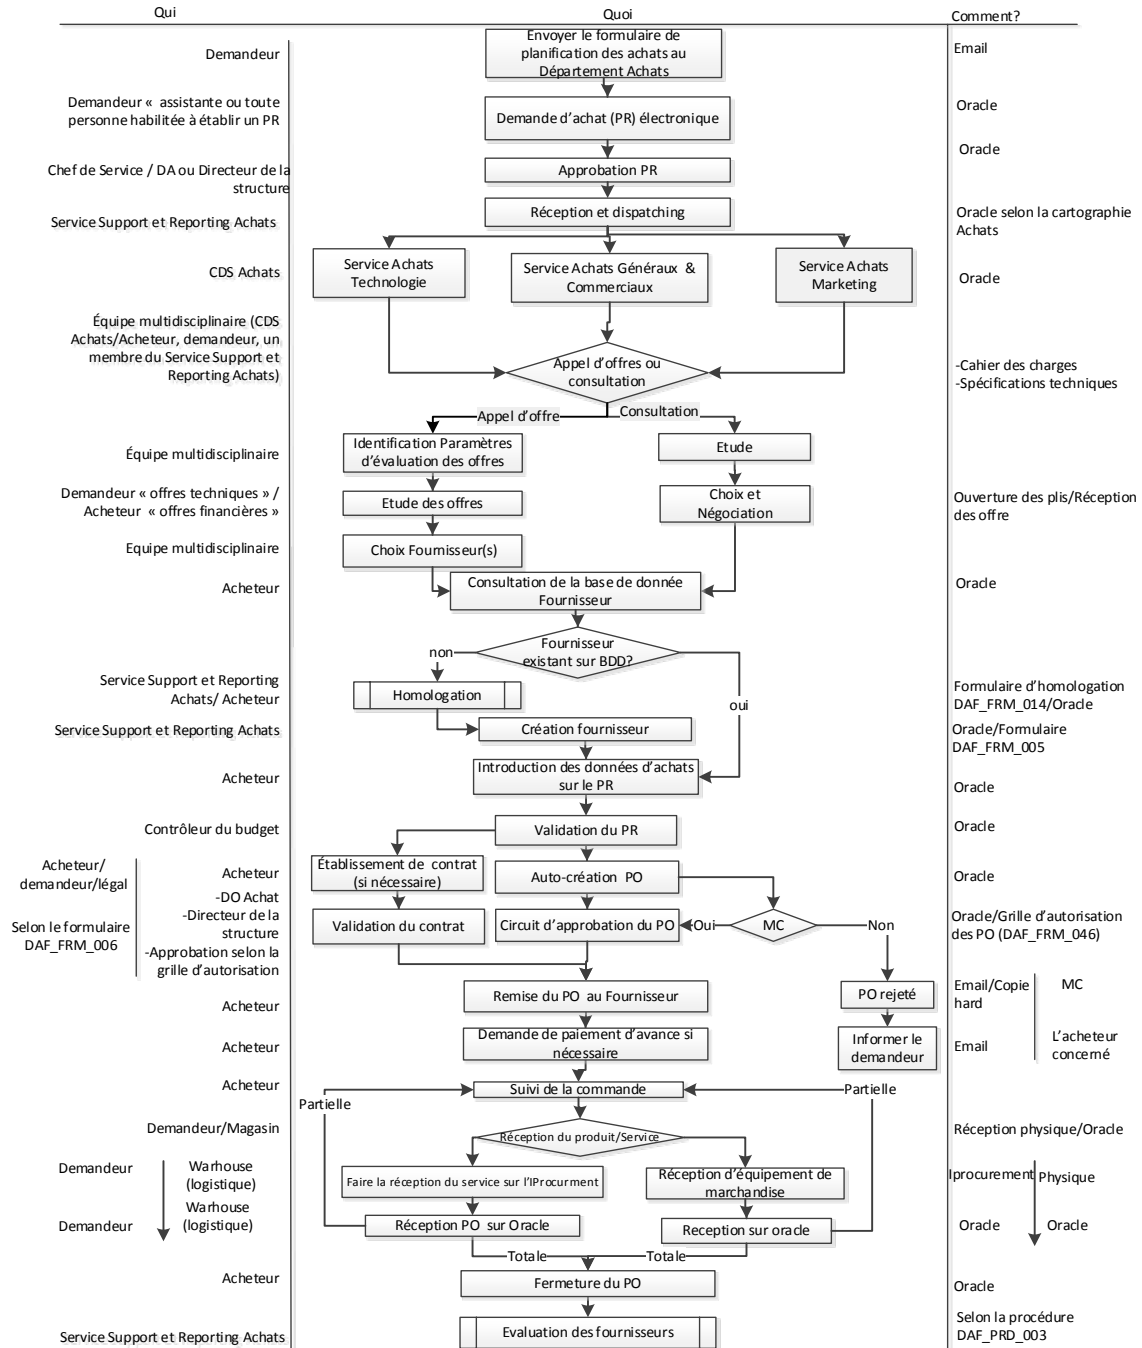 Qui
Quoi
Comment?
Demandeur
Envoyer le formulaire de
planification des achats au
Département Achats
Email
Demandeur « assistante ou toute
personne habilitée à établir un PR
Demande d'achat (PR) électronique
Oracle
Oracle
Chef de Service / DA ou Directeur de la
structure
Approbation PR
Service Support et Reporting Achats
Réception et dispatching
Oracle selon la cartographie
Achats
CDS Achats
Service Achats
Technologie
Service Achats Généraux &
Commerciaux
Service Achats
Marketing
Oracle
Équipe multidisciplinaire (CDS
Achats/Acheteur, demandeur, un
membre du Service Support et
Reporting Achats)
Appel d'offres ou
consultation
-Cahier des charges
-Spécifications techniques
Appel d'offre
Consultation
Équipe multidisciplinaire
Identification Paramètres
d'évaluation des offres
Etude
Demandeur « offres techniques » /
Acheteur « offres financières »
Etude des offres
Choix et
Négociation
Ouverture des plis/Réception
des offre
Equipe multidisciplinaire
Choix Fournisseur(s)
Acheteur
Consultation de la base de donnée
Fournisseur
Oracle
Fournisseur
existant sur BDD?
non
oui
Service Support et Reporting
Achats/ Acheteur
Homologation
Formulaire d'homologation
DAF_FRM_014/Oracle
Service Support et Reporting Achats
Création fournisseur
Oracle/Formulaire
DAF_FRM_005
Acheteur
Introduction des données d'achats
sur le PR
Oracle
Contrôleur du budget
Validation du PR
Oracle
Acheteur/
demandeur/légal
Acheteur
Établissement de contrat
(si nécessaire)
Auto-création PO
Oracle
Selon le formulaire
DAF_FRM_006
-DO Achat
-Directeur de la
structure
-Approbation selon la
grille d'autorisation
Validation du contrat
Circuit d'approbation du PO
Oui
MC
Non
Oracle/Grille d'autorisation
des PO (DAF_FRM_046)
Acheteur
Remise du PO au Fournisseur
PO rejeté
Email/Copie
hard
MC
Acheteur
Demande de paiement d'avance si
nécessaire
Informer le
demandeur
Email
L'acheteur
concerné
Acheteur
Suivi de la commande
Partielle
Partielle
Demandeur/Magasin
Réception du produit/Service
Réception physique/Oracle
Demandeur
Warhouse
(logistique)
Faire la réception du service sur l'IProcurment
Réception d'équipement de
marchandise
Iprocurement
Physique
Demandeur
Warhouse
(logistique)
Réception PO sur Oracle
Reception sur oracle
Oracle
Oracle
Totale
Totale
Acheteur
Fermeture du PO
Oracle
Service Support et Reporting Achats
Evaluation des fournisseurs
Selon la procédure
DAF_PRD_003